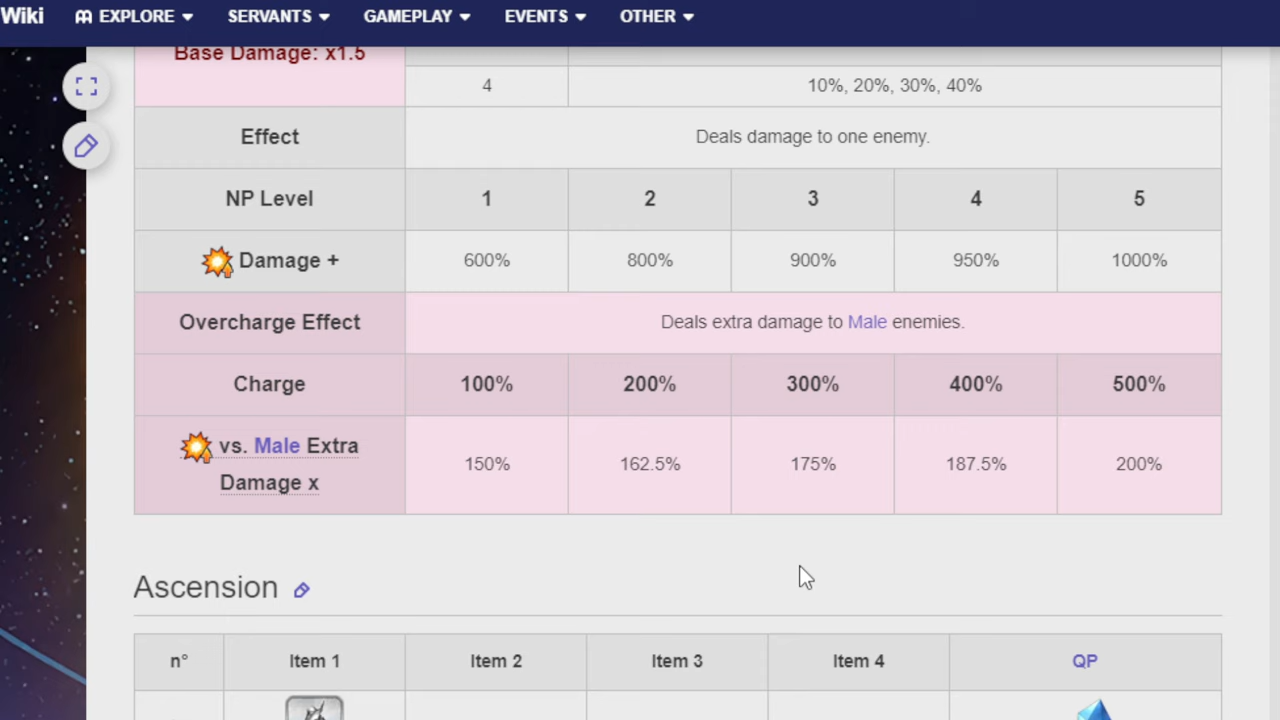 Wiki EXPLORE SERVANTS GAMEPLAY EVENTS OTHER
Base Damage: x1.5
4 10%, 20%, 30%, 40%
Effect Deals damage to one enemy.
NP Level 1 2 3 4 5
Damage + 600% 800% 900% 950% 1000%
Overcharge Effect Deals extra damage to Male enemies.
Charge 100% 200% 300% 400% 500%
vs. Male Extra
Damage x 150% 162.5% 175% 187.5% 200%
Ascension
n° Item 1 Item 2 Item 3 Item 4 QP